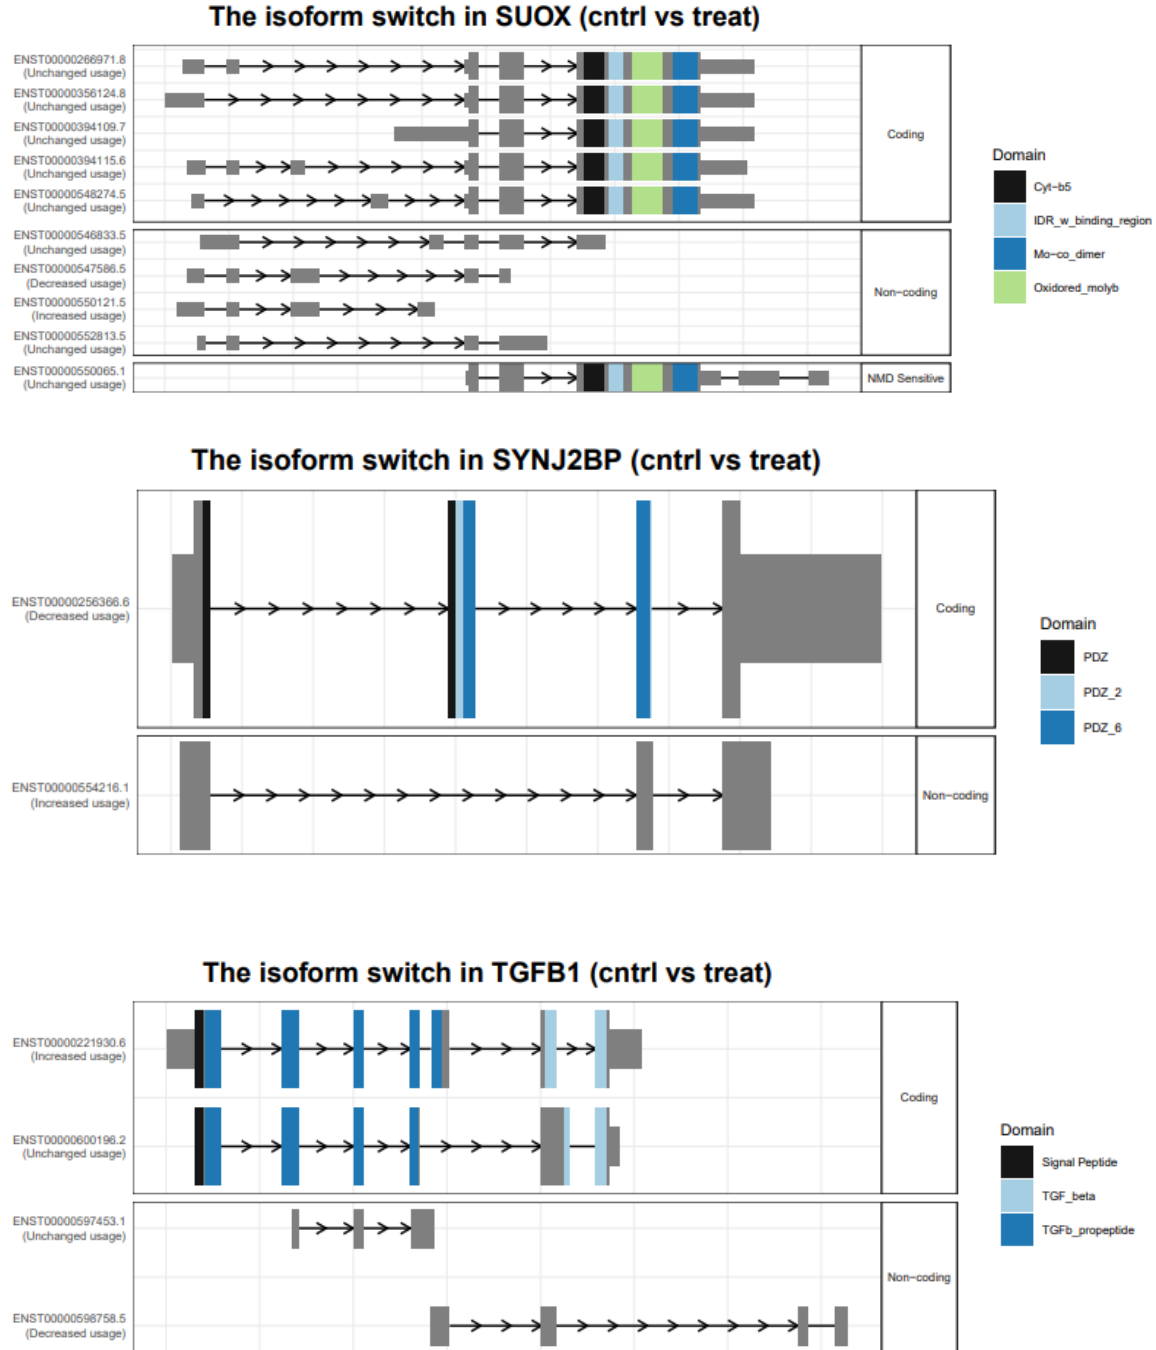 The isoform switch in SUOX (cntrl vs treat)
ENST00000266971.8
(Unchanged usage)
ENST00000356124.8
(Unchanged usage)
ENST00000394109.7
(Unchanged usage)
ENST00000394115.6
(Unchanged usage)
ENST00000548274.5
(Unchanged usage)
Coding
ENST00000546833.5
(Unchanged usage)
ENST00000547586.5
(Decreased usage)
ENST00000550121.5
(Increased usage)
ENST00000552813.5
(Unchanged usage)
Non-coding
ENST00000550065.1
(Unchanged usage)
NMD Sensitive
Domain
Cyt-b5
IDR_w_binding_region
Mo-co_dimer
Oxidored_molyb
The isoform switch in SYNJ2BP (cntrl vs treat)
ENST00000256366.6
(Decreased usage)
Coding
ENST00000554216.1
(Increased usage)
Non-coding
Domain
PDZ
PDZ_2
PDZ_6
The isoform switch in TGFB1 (cntrl vs treat)
ENST00000221930.6
(Increased usage)
ENST00000600196.2
(Unchanged usage)
Coding
ENST00000597453.1
(Unchanged usage)
ENST00000598758.5
(Decreased usage)
Non-coding
Domain
Signal Peptide
TGF_beta
TGFb_propeptide